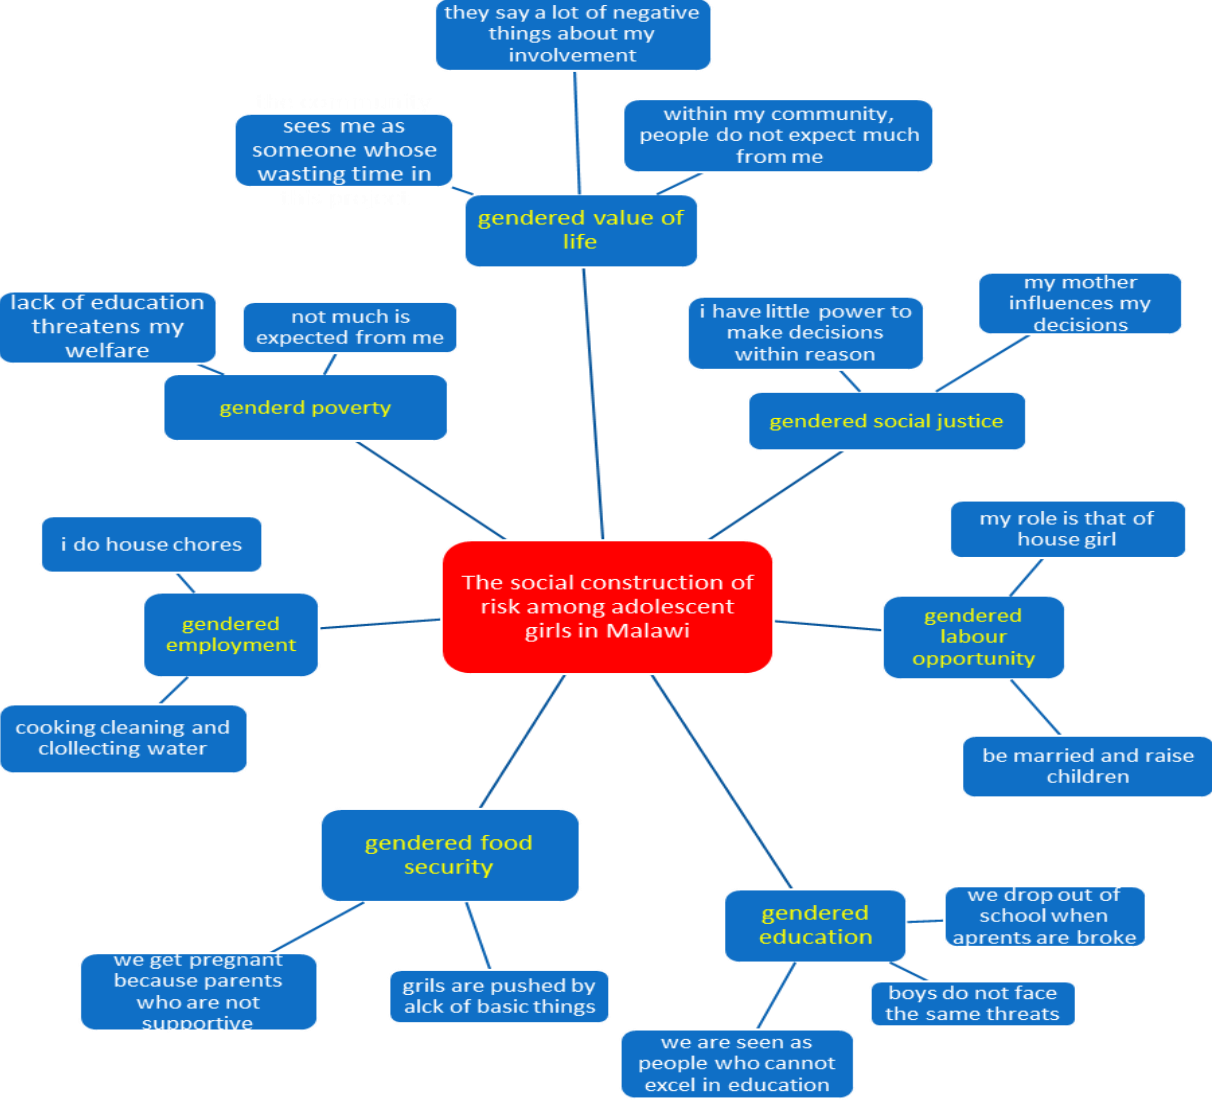 they say a lot of negative
things about my
involvement
sees me as
someone whose
wasting time in
within my community,
people do not expect much
from me
gendered value of
life
lack of education
threatens my
welfare
not much is
expected from me
genderd poverty
i have little power to
make decisions
within reason
my mother
influences my
decisions
gendered social justice
i do house chores
gendered
employment
cooking cleaning and
clollecting water
The social construction of
risk among adolescent
girls in Malawi
my role is that of
house girl
gendered
labour
opportunity
be married and raise
children
gendered food
security
we get pregnant
because parents
who are not
supportive
grils are pushed by
alck of basic things
gendered
education
we drop out of
school when
aprents are broke
boys do not face
the same threats
we are seen as
people who cannot
excel in education